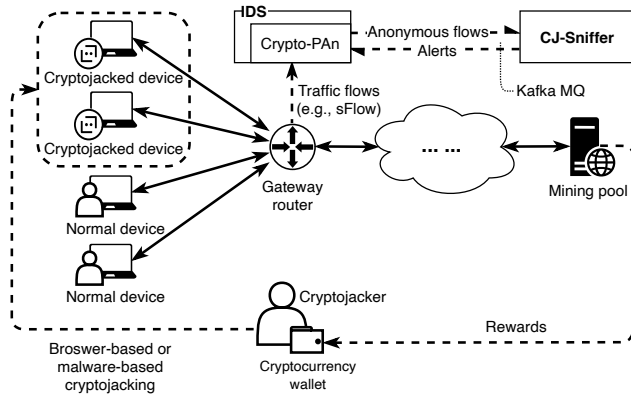 IDS
Crypto-PAn
Anonymous flows
Alerts
CJ-Sniffer
Kafka MQ
Cryptojacked device
Traffic flows
(e.g., sFlow)
Cryptojacked device
... ...
Gateway
router
Mining pool
Normal device
Normal device
Cryptojacker
Rewards
Broswer-based or
malware-based
cryptojacking
Cryptocurrency
wallet